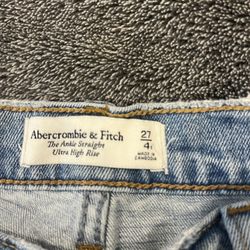 Abercrombie & Fitch
The Ankle Straight
Ultra High Rise
27
4
MADE IN
CAMBODIA